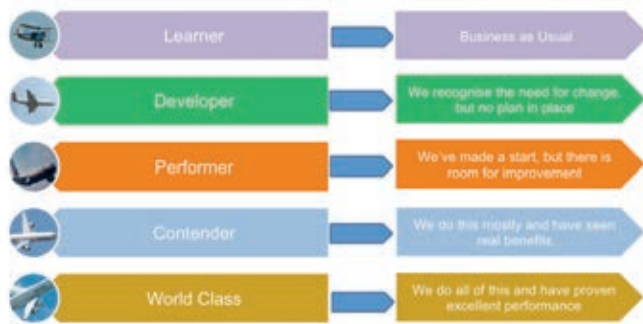 Learner
Business as Usual
Developer
We recognise the need for change,
but no plan in place
Performer
We've made a start, but there is
room for improvement
Contender
We do this mostly and have seen
real benefits.
World Class
We do all of this and have proven
excellent performance